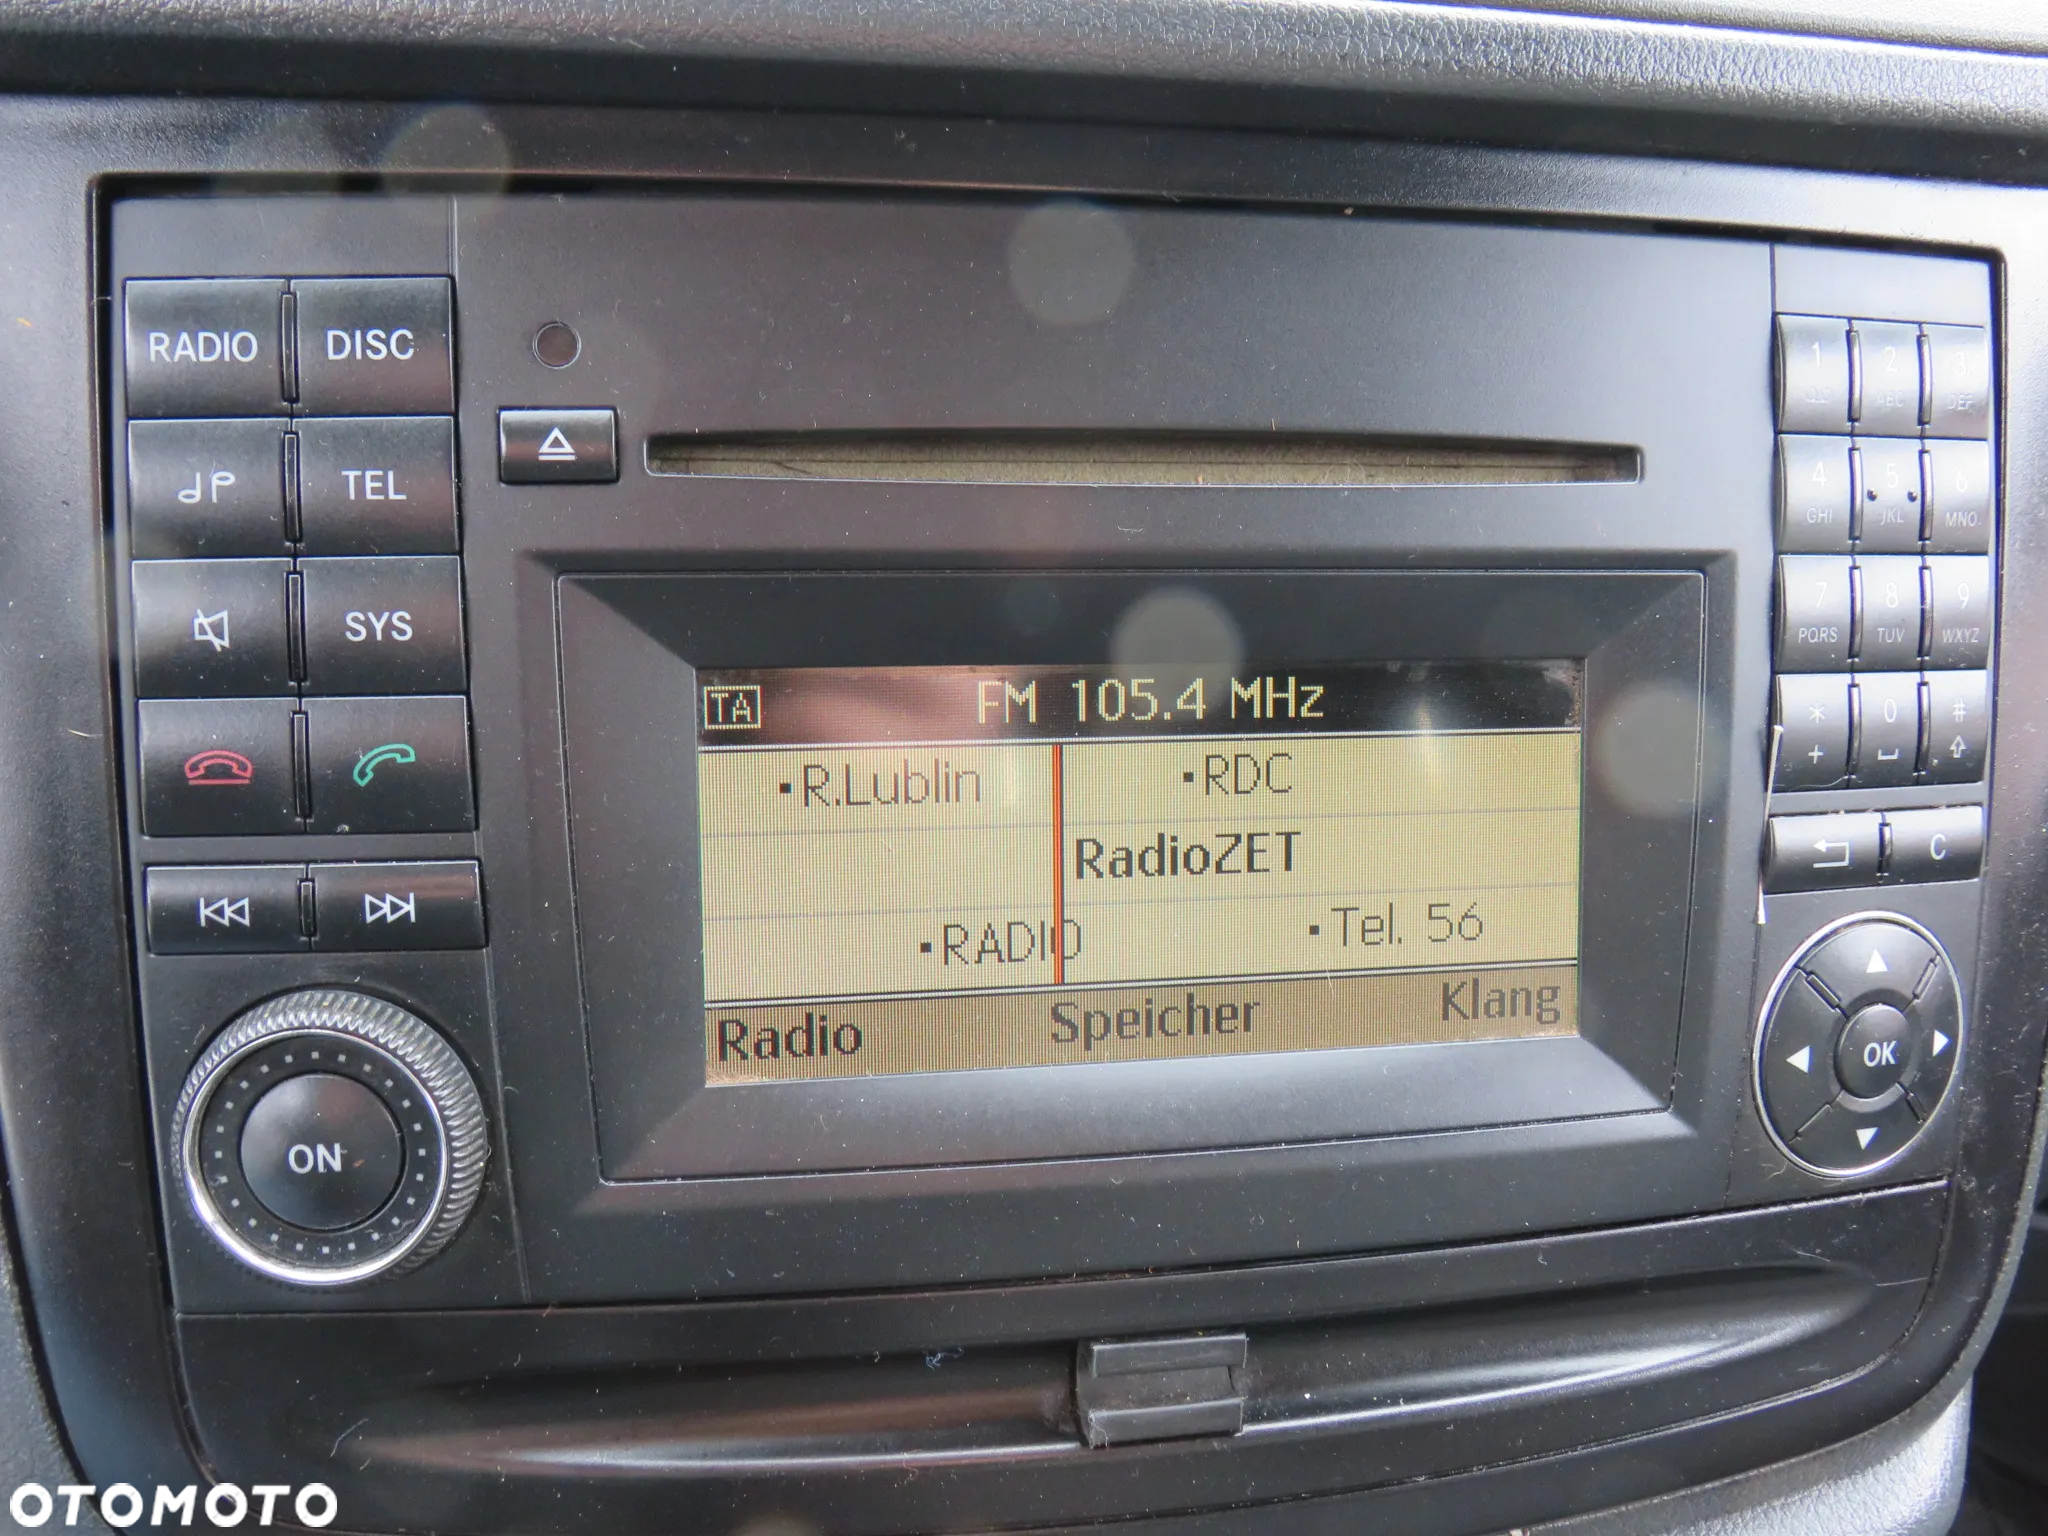 RADIO DISC
TEL
SYS
ON
TA FM 105.4 MHz
R.Lublin RDC
RadioZET
RADIO Tel. 56
Radio Speicher Klang
1 2 3
ABC DEF
4 5 6
GHI JKL MNO
7 8 9
PQRS TUV WXYZ
* 0 #
+
C
OK
OTOMOTO